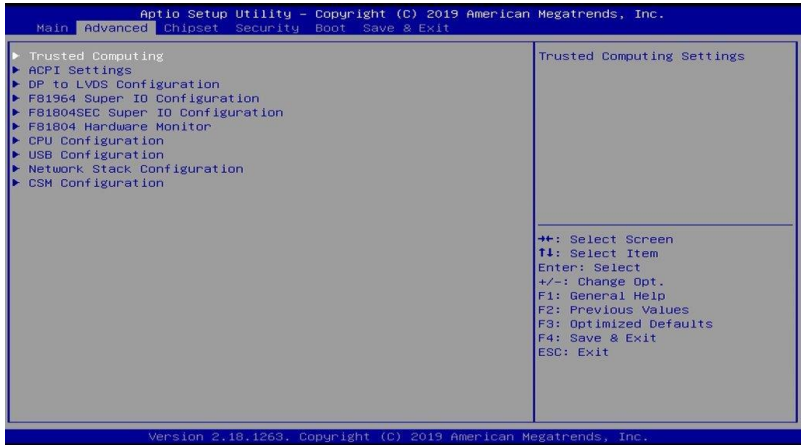 Aptio Setup Utility - Copyright (C) 2019 American Megatrends, Inc.
Main Advanced Chipset Security Boot Save & Exit
▶ Trusted Computing
▶ ACPI Settings
▶ DP to LVDS Configuration
▶ F81964 Super IO Configuration
▶ F81804SEC Super IO Configuration
▶ F81804 Hardware Monitor
▶ CPU Configuration
▶ USB Configuration
▶ Network Stack Configuration
▶ CSM Configuration
Trusted Computing Settings
→←: Select Screen
↑↓: Select Item
Enter: Select
+/-: Change Opt.
F1: General Help
F2: Previous Values
F3: Optimized Defaults
F4: Save & Exit
ESC: Exit
Version 2.18.1263. Copyright (C) 2019 American Megatrends, Inc.